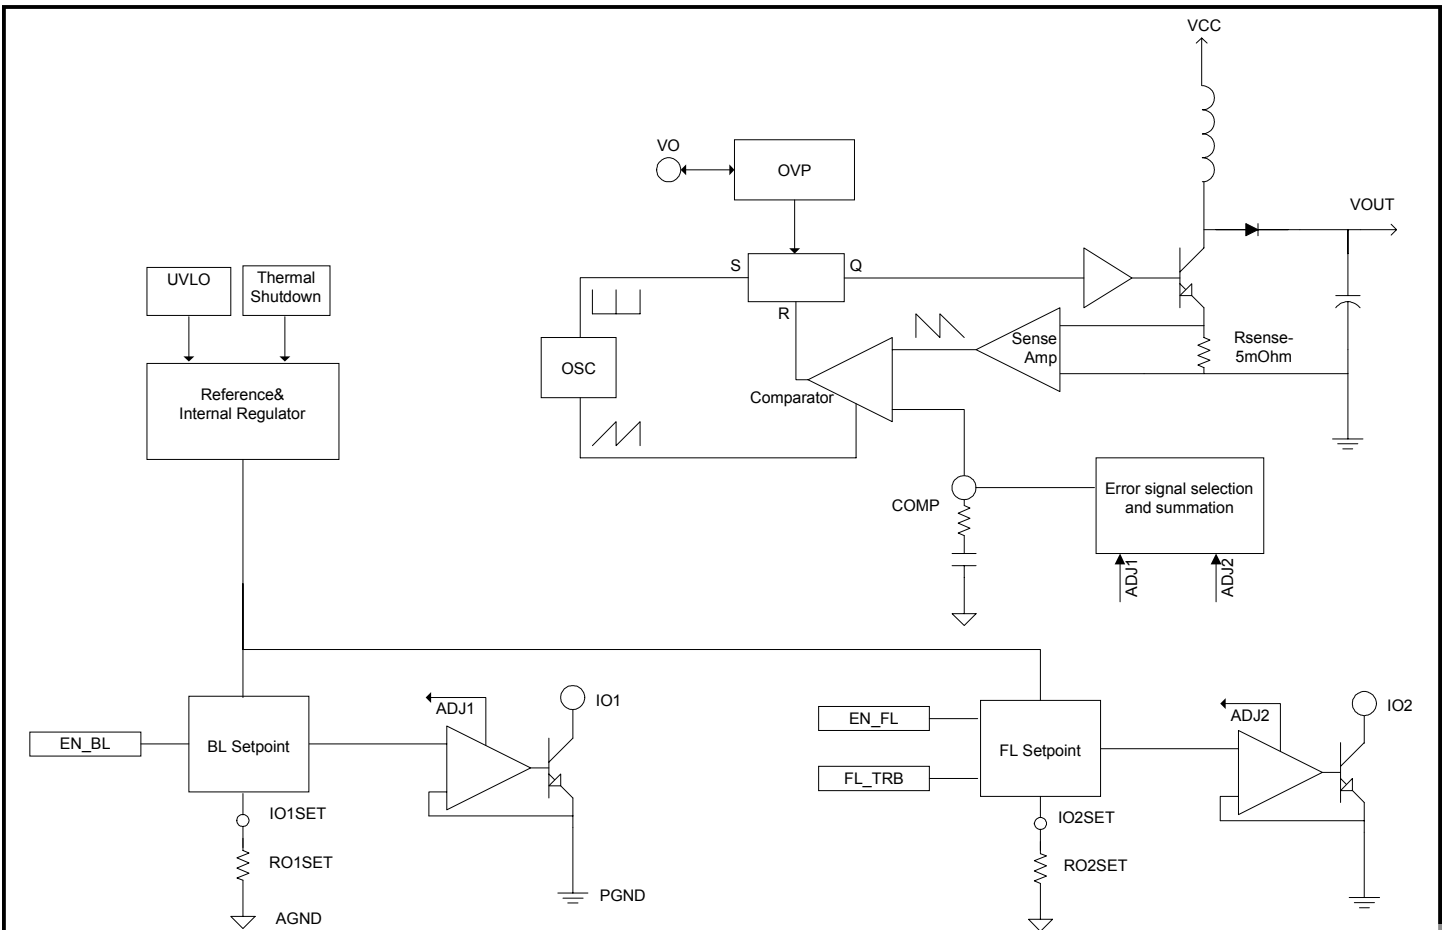 VCC
VO
OVP
VOUT
S
Q
R
UVLO
Thermal
Shutdown
OSC
Sense
Amp
Rsense-
5mOhm
Reference&
Internal Regulator
Comparator
COMP
Error signal selection
and summation
ADJ1
ADJ2
EN_BL
BL Setpoint
ADJ1
IO1
EN_FL
FL_TRB
FL Setpoint
ADJ2
IO2
IO1SET
RO1SET
AGND
PGND
IO2SET
RO2SET